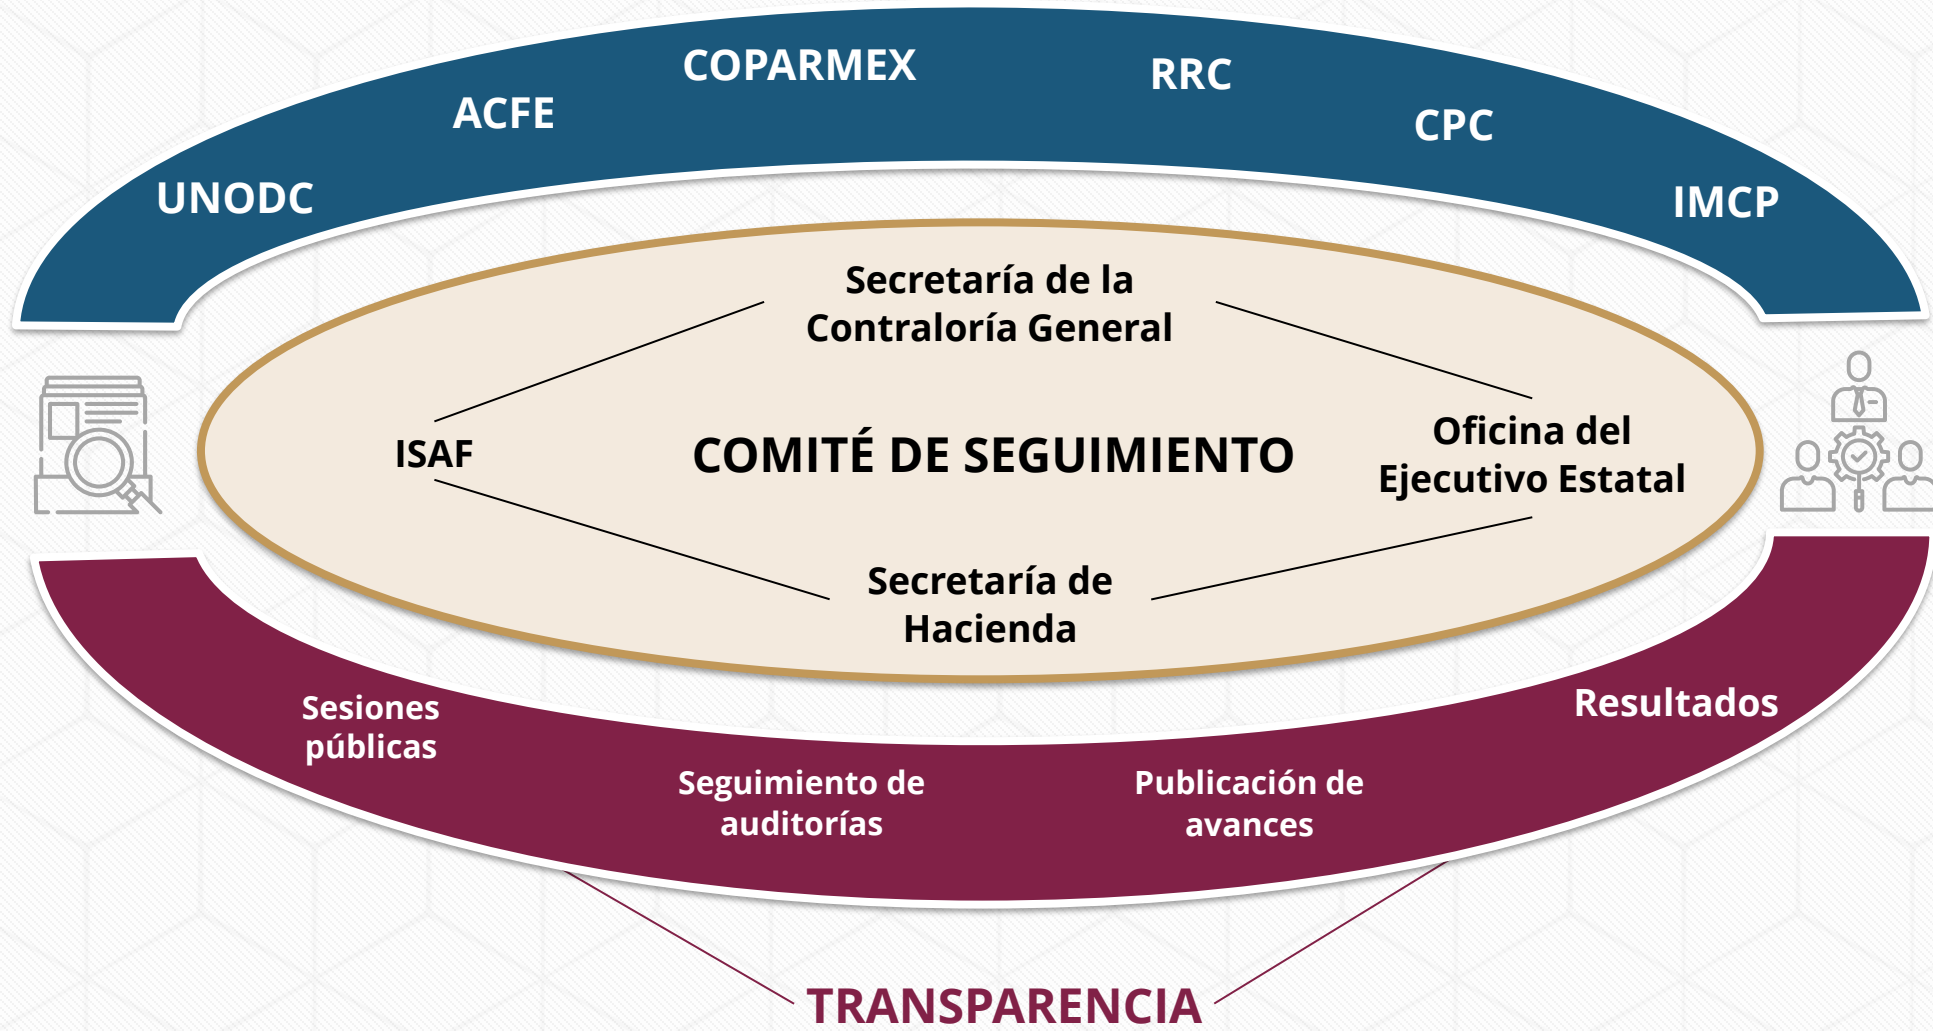 COPARMEX
RRC
ACFE
CPC
UNODC
IMCP
Secretaría de la
Contraloría General
ISAF
COMITÉ DE SEGUIMIENTO
Oficina del
Ejecutivo Estatal
Secretaría de
Hacienda
Sesiones
públicas
Seguimiento de
auditorías
Publicación de
avances
Resultados
TRANSPARENCIA